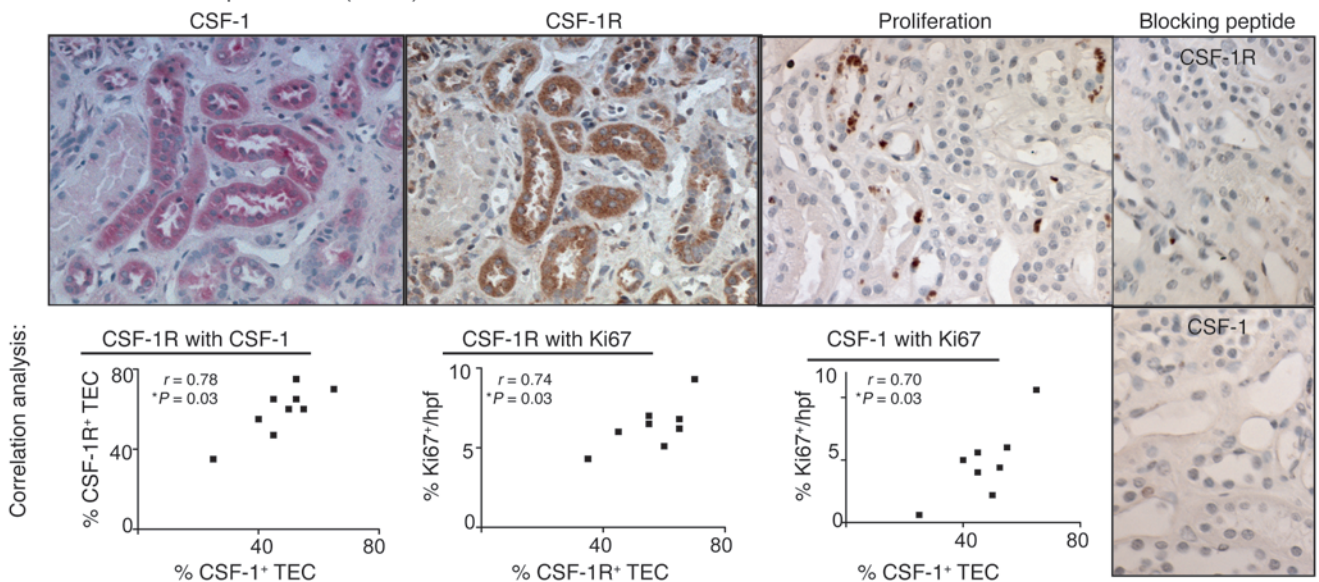 CSF-1 CSF-1R Proliferation Blocking peptide
CSF-1R
CSF-1
Correlation analysis:
CSF-1R with CSF-1
r = 0.78
*P = 0.03
% CSF-1R⁺ TEC
80
40
0
40 80
% CSF-1⁺ TEC
CSF-1R with Ki67
r = 0.74
*P = 0.03
% Ki67⁺/hpf
10
5
0
40 80
% CSF-1R⁺ TEC
CSF-1 with Ki67
r = 0.70
*P = 0.03
% Ki67⁺/hpf
10
5
0
40 80
% CSF-1⁺ TEC